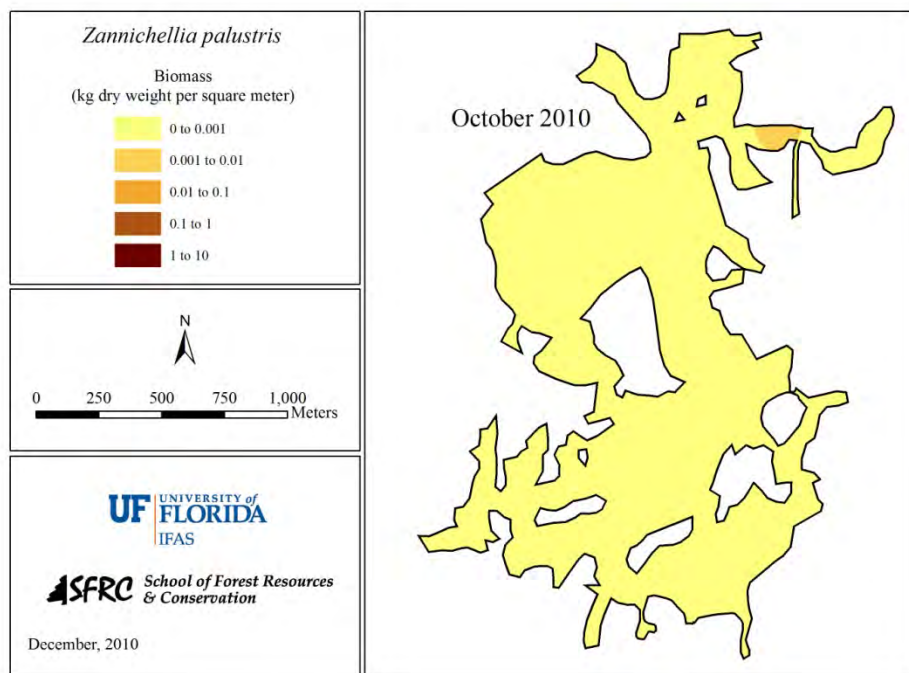 Zannichellia palustris
Biomass
(kg dry weight per square meter)
0 to 0.001
0.001 to 0.01
0.01 to 0.1
0.1 to 1
1 to 10
N
0 250 500 750 1,000
Meters
UF UNIVERSITY of
FLORIDA
IFAS
SFRC School of Forest Resources
& Conservation
December, 2010
October 2010